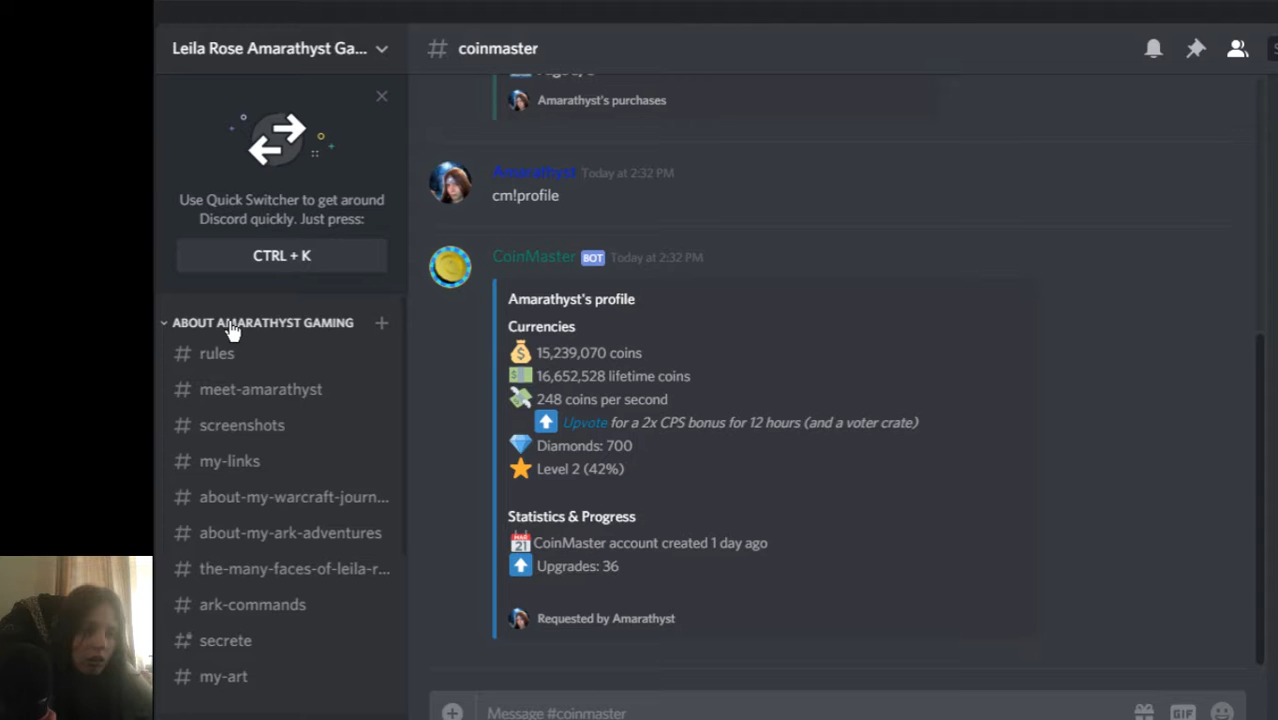 Leila Rose Amarathyst Ga...
Use Quick Switcher to get around
Discord quickly. Just press:
CTRL + K
ABOUT AMARATHYST GAMING
rules
meet-amarathyst
screenshots
my-links
about-my-warcraft-journ...
about-my-ark-adventures
the-many-faces-of-leila-r...
ark-commands
secrete
my-art
# coinmaster
Amarathyst's purchases
Amarathyst Today at 2:32 PM
cm!profile
CoinMaster BOT Today at 2:32 PM
Amarathyst's profile
Currencies
15,239,070 coins
16,652,528 lifetime coins
248 coins per second
Upvote for a 2x CPS bonus for 12 hours (and a voter crate)
Diamonds: 700
Level 2 (42%)
Statistics & Progress
CoinMaster account created 1 day ago
Upgrades: 36
Requested by Amarathyst
Message #coinmaster
GIF